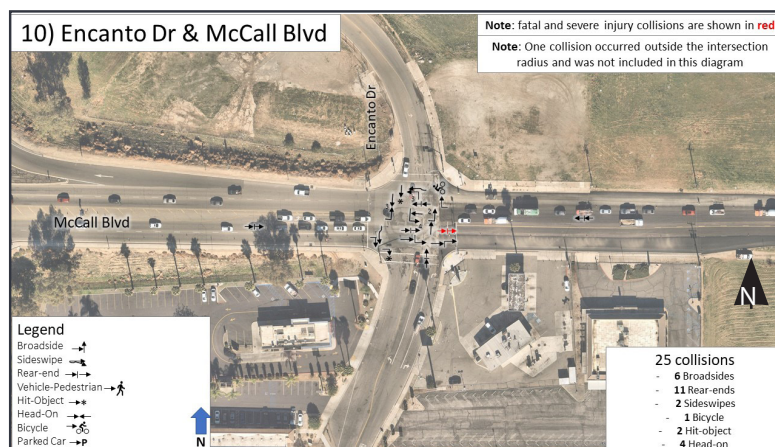 10) Encanto Dr & McCall Blvd
Note: fatal and severe injury collisions are shown in red
Note: One collision occurred outside the intersection
radius and was not included in this diagram
Encanto Dr
McCall Blvd
2
N
Legend
Broadside
Sideswipe
Rear-end
Vehicle-Pedestrian
Hit-Object
Head-On
Bicycle
Parked Car P
N
25 collisions
- 6 Broadsides
- 11 Rear-ends
- 2 Sideswipes
- 1 Bicycle
- 2 Hit-object
- 4 Head-on